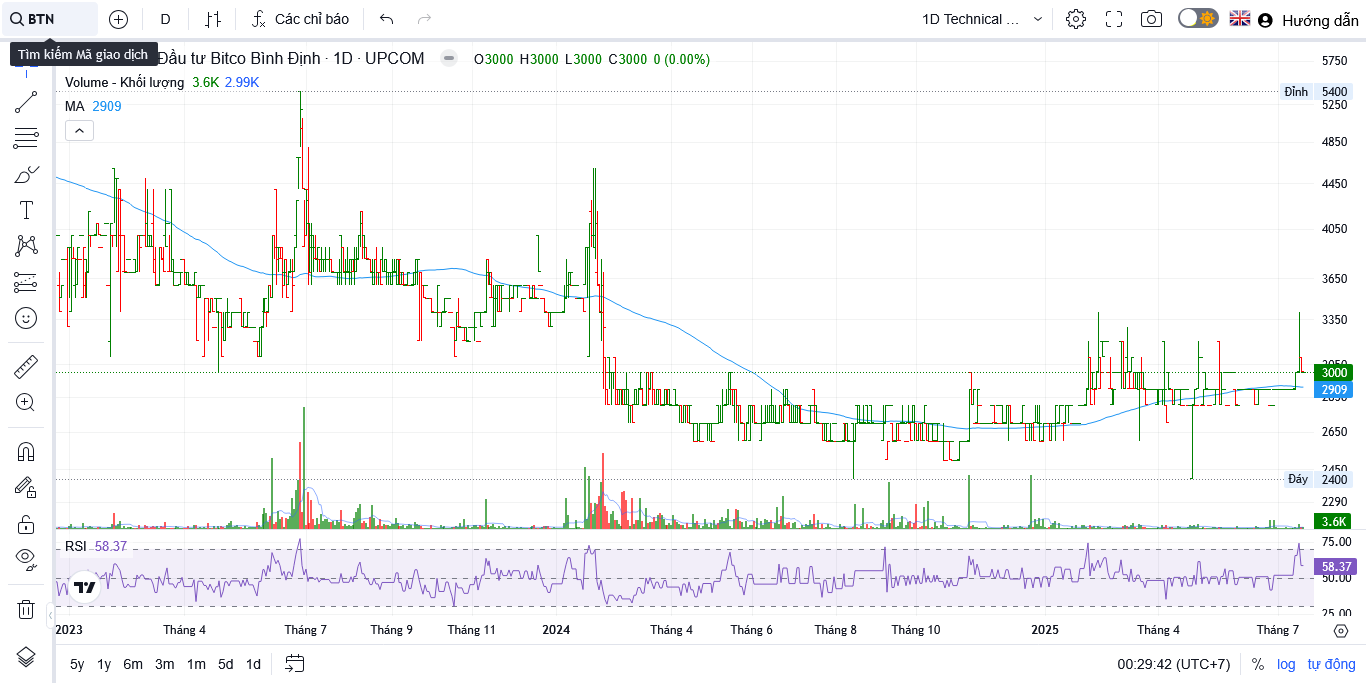 BTN D Các chỉ báo 1D Technical ... Hướng dẫn
Tìm kiếm Mã giao dịch
Đầu tư Bitco Bình Định · 1D · UPCOM O3000 H3000 L3000 C3000 0 (0.00%)
Volume - Khối lượng 3.6K 2.99K
MA 2909
5750
Đỉnh 5400
5250
4850
4450
4050
3650
3350
3050
3000
2909
2850
2650
2450
Đáy 2400
2290
3.6K
RSI 58.37
75.00
58.37
50.00
25.00
2023 Tháng 4 Tháng 7 Tháng 9 Tháng 11 2024 Tháng 4 Tháng 6 Tháng 8 Tháng 10 2025 Tháng 4 Tháng 7
5y 1y 6m 3m 1m 5d 1d 00:29:42 (UTC+7) % log tự động